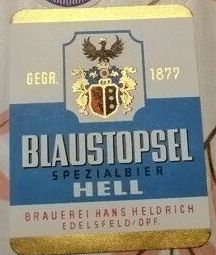 GEGR. 1877
BLAUSTOPSEL
SPEZIALBIER
HELL
BRAUEREI HANS HELDRICH
EDELSFELD/OPF.